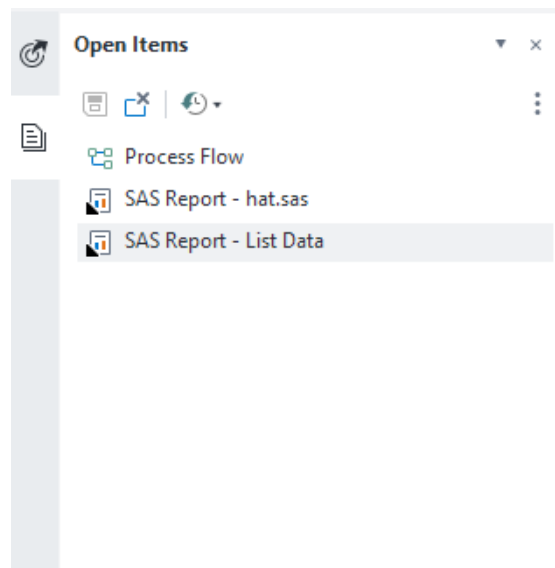 Open Items
Process Flow
SAS Report - hat.sas
SAS Report - List Data